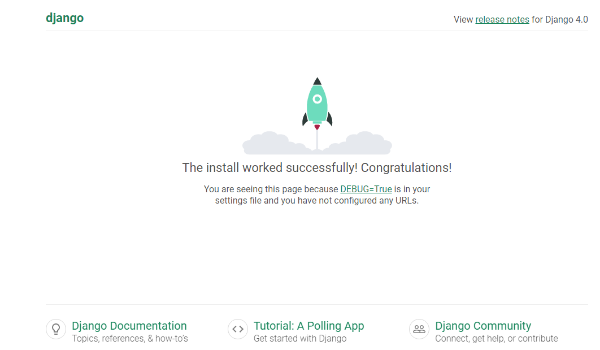 django
View release notes for Django 4.0
The install worked successfully! Congratulations!
You are seeing this page because DEBUG=True is in your
settings file and you have not configured any URLs.
Django Documentation
Topics, references, & how-to's
Tutorial: A Polling App
Get started with Django
Django Community
Connect, get help, or contribute